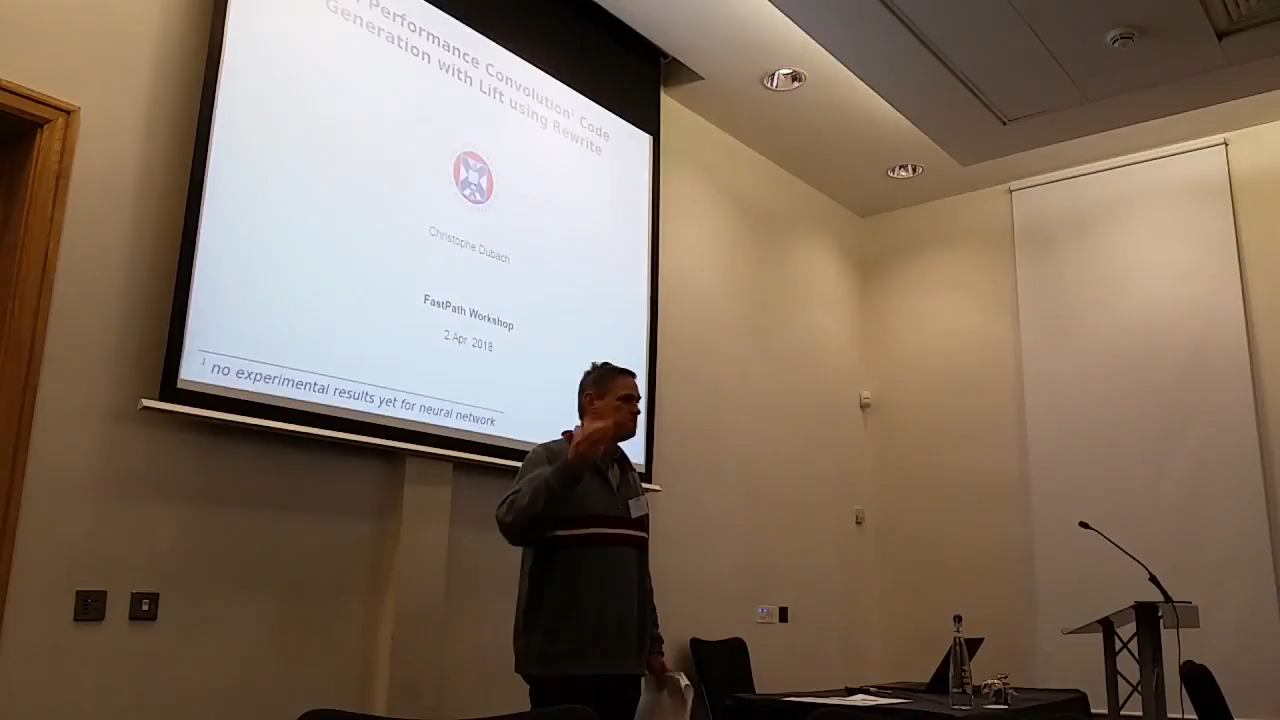 Performance Convolution¹ Code
Generation with Lift using Rewrite
Christophe Dubach
FastPath Workshop
2 Apr 2018
¹ no experimental results yet for neural network